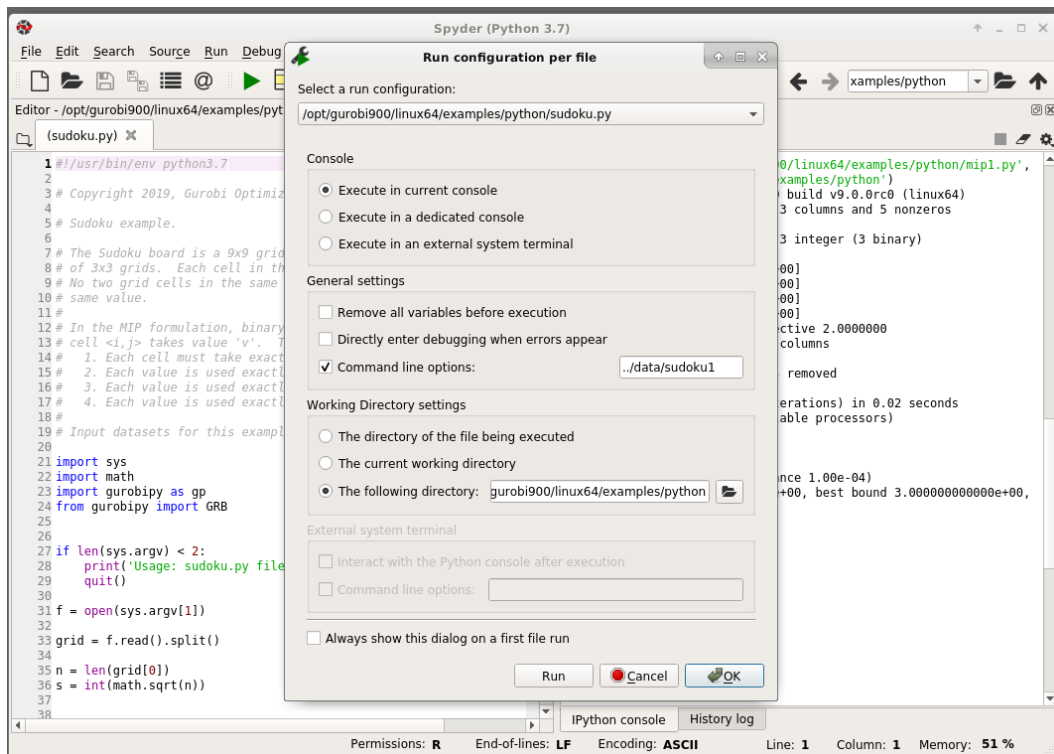 Spyder (Python 3.7)
File Edit Search Source Run Debug
Run configuration per file
Select a run configuration:
/opt/gurobi900/linux64/examples/python/sudoku.py
xamples/python
Editor - /opt/gurobi900/linux64/examples/pyt
(sudoku.py)
1 #!/usr/bin/env python3.7
2
3 # Copyright 2019, Gurobi Optimiz
4
5 # Sudoku example.
6
7 # The Sudoku board is a 9x9 grid
8 # of 3x3 grids.  Each cell in th
9 # No two grid cells in the same
10 # same value.
11 #
12 # In the MIP formulation, binary
13 # cell <i,j> takes value 'v'.  T
14 #   1. Each cell must take exact
15 #   2. Each value is used exactl
16 #   3. Each value is used exactl
17 #   4. Each value is used exactl
18 #
19 # Input datasets for this exampl
20
21 import sys
22 import math
23 import gurobipy as gp
24 from gurobipy import GRB
25
26
27 if len(sys.argv) < 2:
28     print('Usage: sudoku.py file
29     quit()
30
31 f = open(sys.argv[1])
32
33 grid = f.read().split()
34
35 n = len(grid[0])
36 s = int(math.sqrt(n))
37
38
Console
Execute in current console
Execute in a dedicated console
Execute in an external system terminal
General settings
Remove all variables before execution
Directly enter debugging when errors appear
Command line options: ../data/sudoku1
Working Directory settings
The directory of the file being executed
The current working directory
The following directory: gurobi900/linux64/examples/python
External system terminal
Interact with the Python console after execution
Command line options:
Always show this dialog on a first file run
Run Cancel OK
0/linux64/examples/python/mip1.py',
examples/python')
build v9.0.0rc0 (linux64)
3 columns and 5 nonzeros
3 integer (3 binary)
+00]
+00]
+00]
+00]
ective 2.0000000
columns
removed
erations) in 0.02 seconds
able processors)
nce 1.00e-04)
+00, best bound 3.000000000000e+00,
IPython console History log
Permissions: R End-of-lines: LF Encoding: ASCII Line: 1 Column: 1 Memory: 51 %